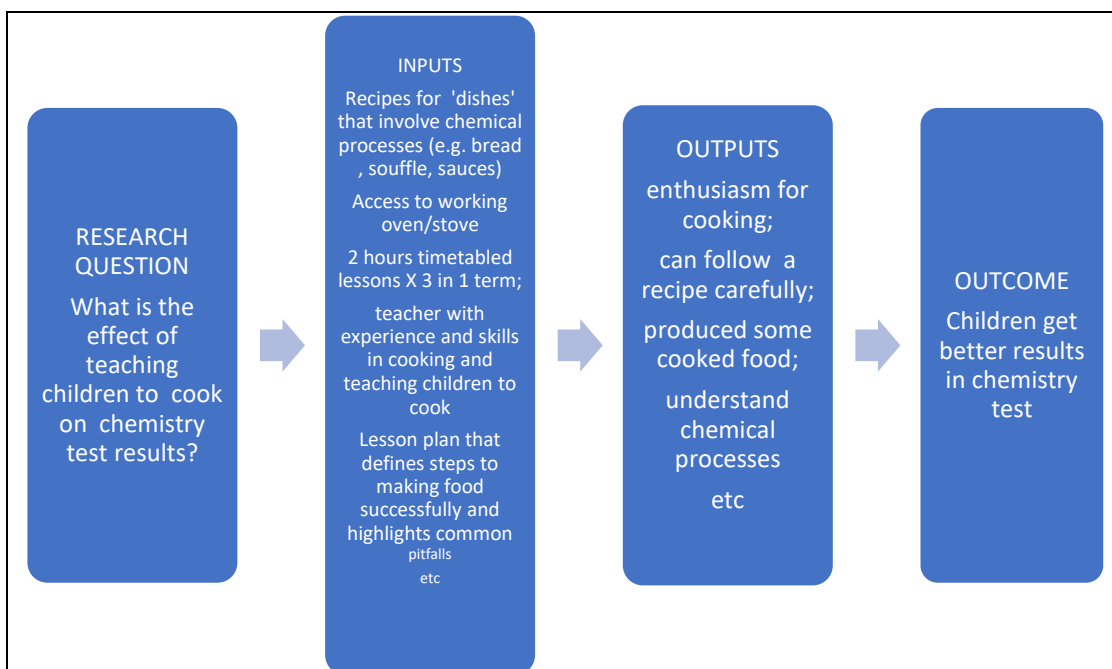 RESEARCH
QUESTION
What is the
effect of
teaching
children to cook
on chemistry
test results?
INPUTS
Recipes for 'dishes'
that involve chemical
processes (e.g. bread
, souffle, sauces)
Access to working
oven/stove
2 hours timetabled
lessons X 3 in 1 term;
teacher with
experience and skills
in cooking and
teaching children to
cook
Lesson plan that
defines steps to
making food
successfully and
highlights common
pitfalls
etc
OUTPUTS
enthusiasm for
cooking;
can follow a
recipe carefully;
produced some
cooked food;
understand
chemical
processes
etc
OUTCOME
Children get
better results
in chemistry
test